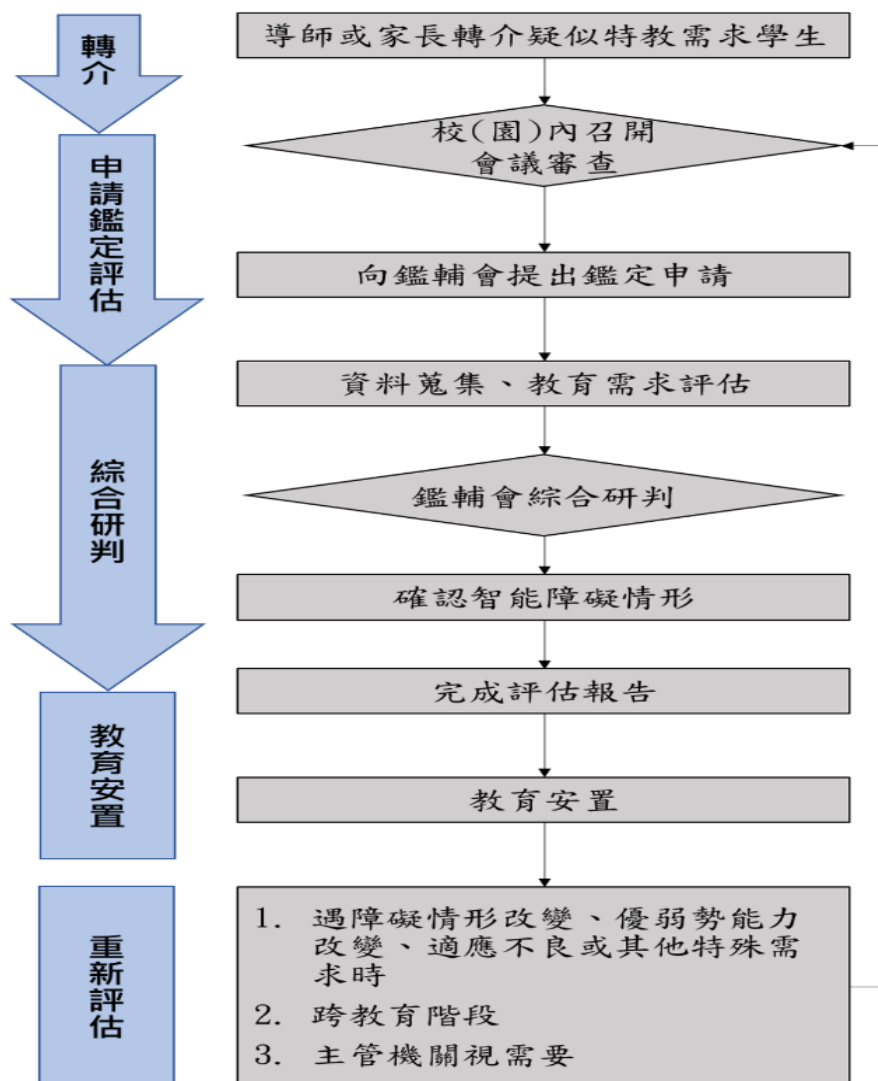 轉介
導師或家長轉介疑似特教需求學生
校(園)內召開
會議審查
申請鑑定評估
向鑑輔會提出鑑定申請
資料蒐集、教育需求評估
綜合研判
鑑輔會綜合研判
確認智能障礙情形
完成評估報告
教育安置
教育安置
重新評估
1. 遇障礙情形改變、優弱勢能力
改變、適應不良或其他特殊需
求時
2. 跨教育階段
3. 主管機關視需要